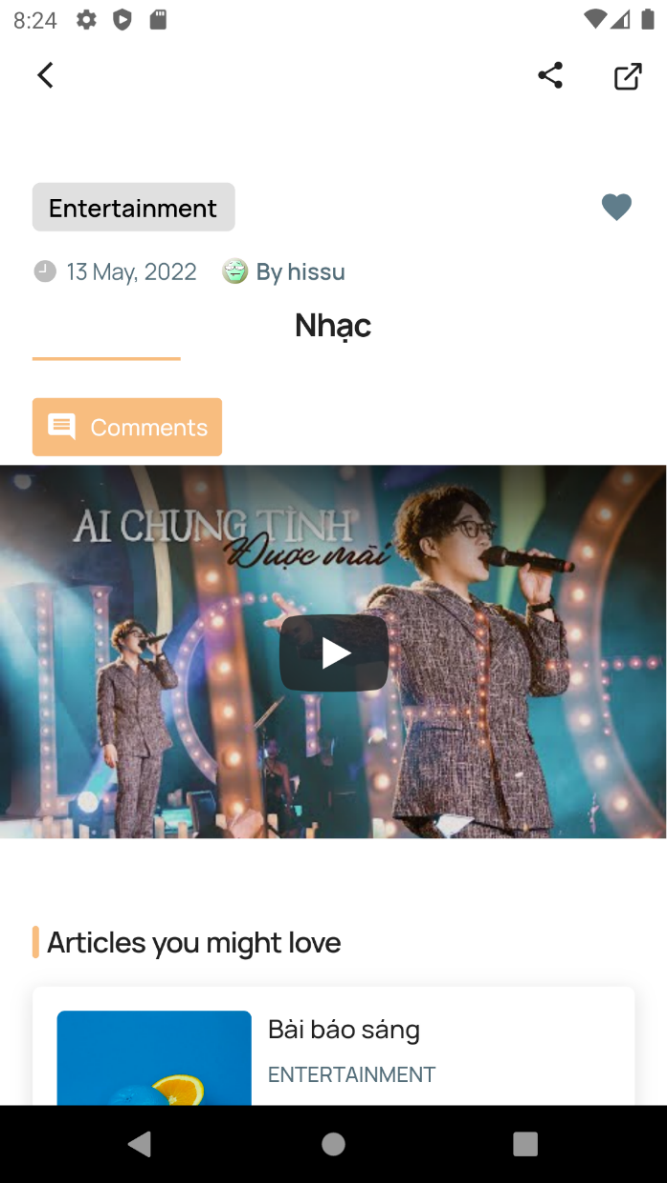 8:24
Entertainment
13 May, 2022 By hissu
Nhạc
Comments
AI CHUNG TÌNH
Được mãi
Articles you might love
Bài báo sáng
ENTERTAINMENT